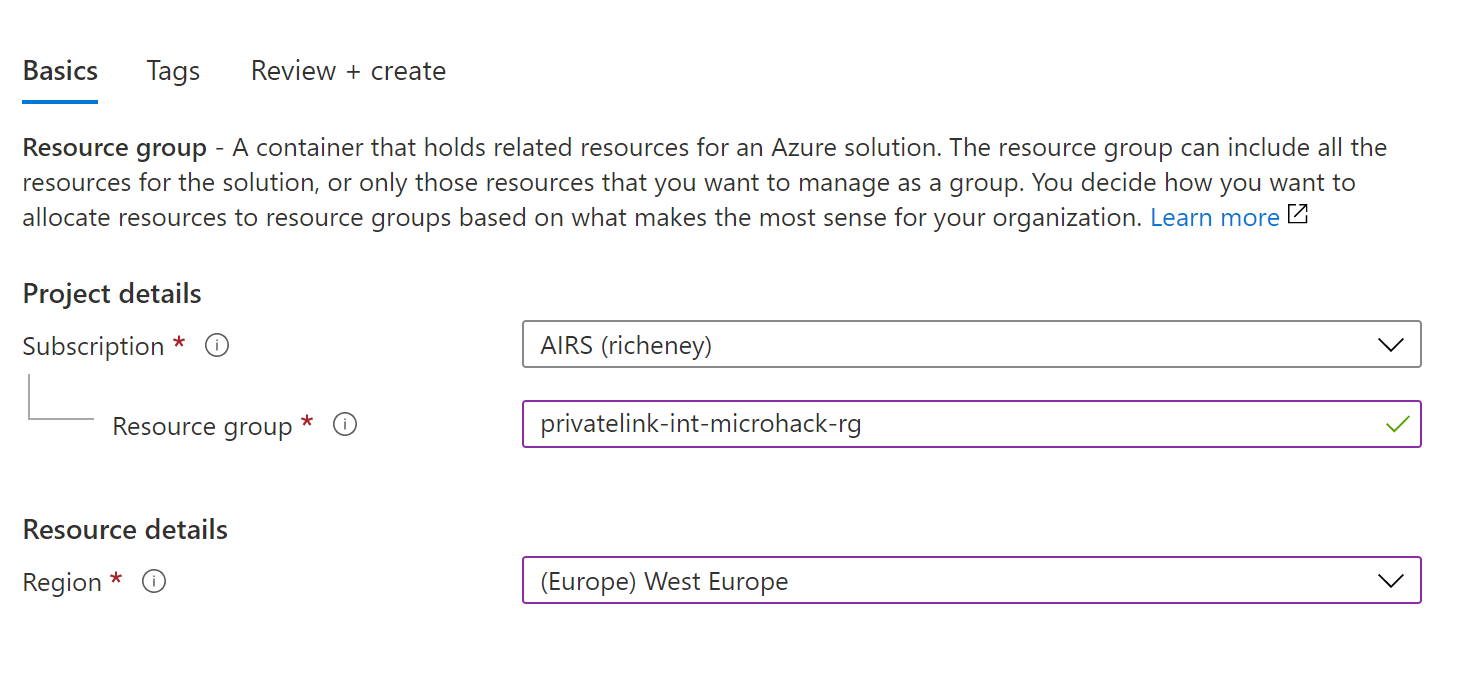 Basics Tags Review + create
Resource group - A container that holds related resources for an Azure solution. The resource group can include all the
resources for the solution, or only those resources that you want to manage as a group. You decide how you want to
allocate resources to resource groups based on what makes the most sense for your organization. Learn more
Project details
Subscription * AIRS (richeney)
Resource group * privatelink-int-microhack-rg
Resource details
Region * (Europe) West Europe